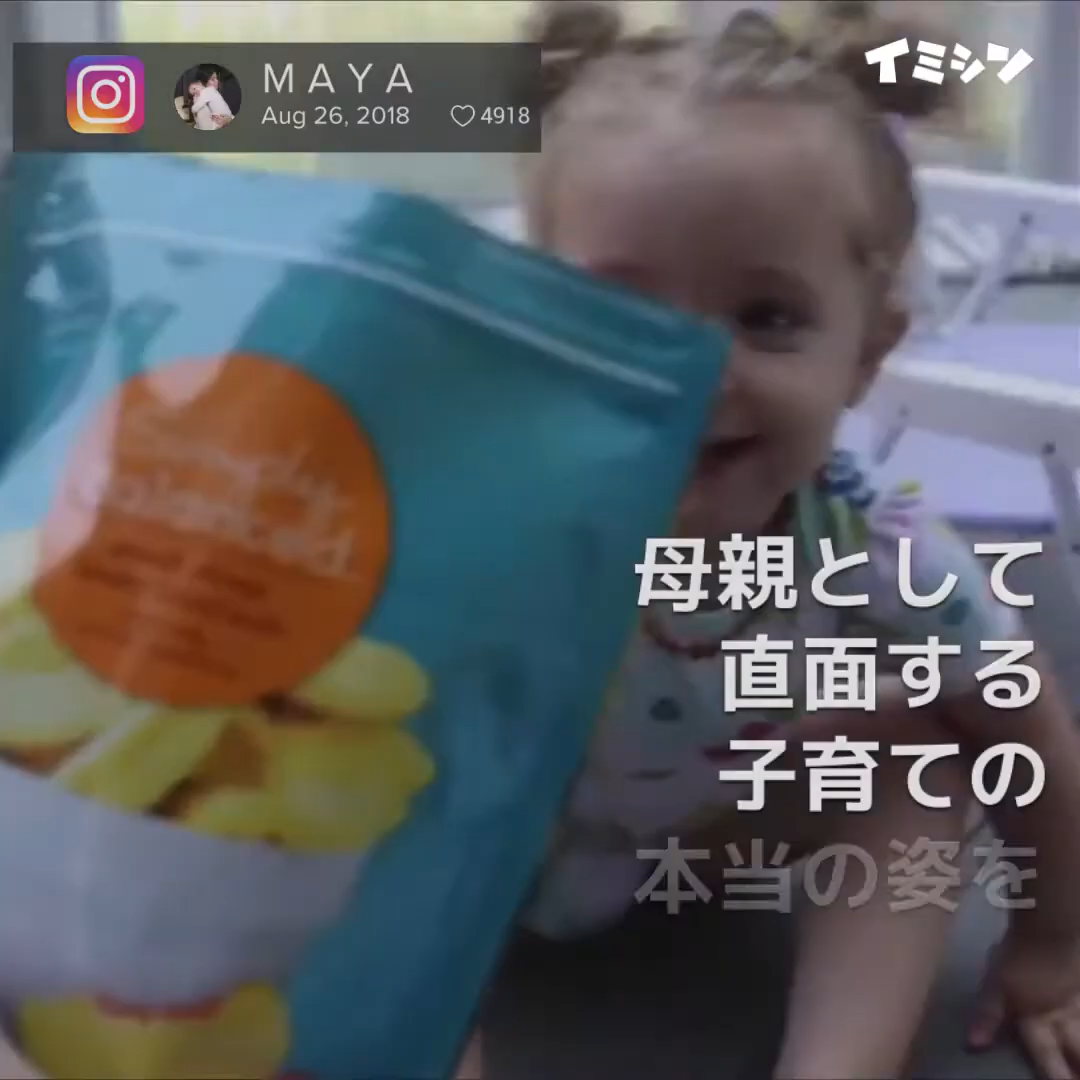 MAYA
Aug 26, 2018 ♡ 4918
イミシン
母親として
直面する
子育ての
本当の姿を